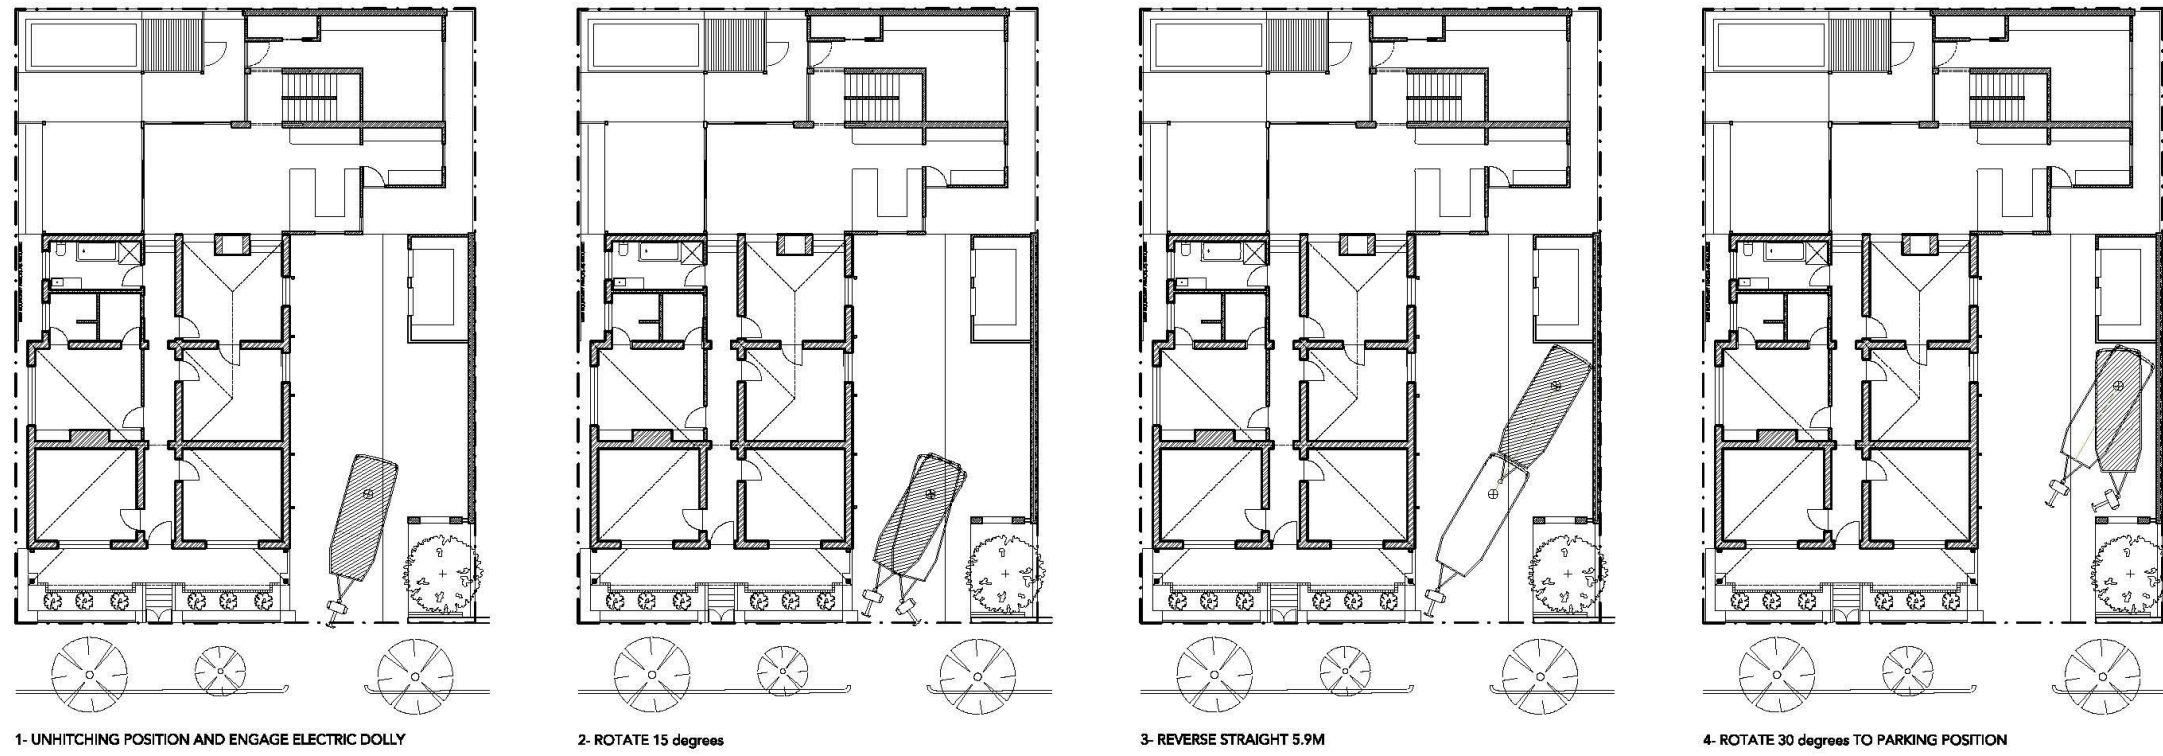 1- UNHITCHING POSITION AND ENGAGE ELECTRIC DOLLY
2- ROTATE 15 degrees
3- REVERSE STRAIGHT 5.9M
4- ROTATE 30 degrees TO PARKING POSITION